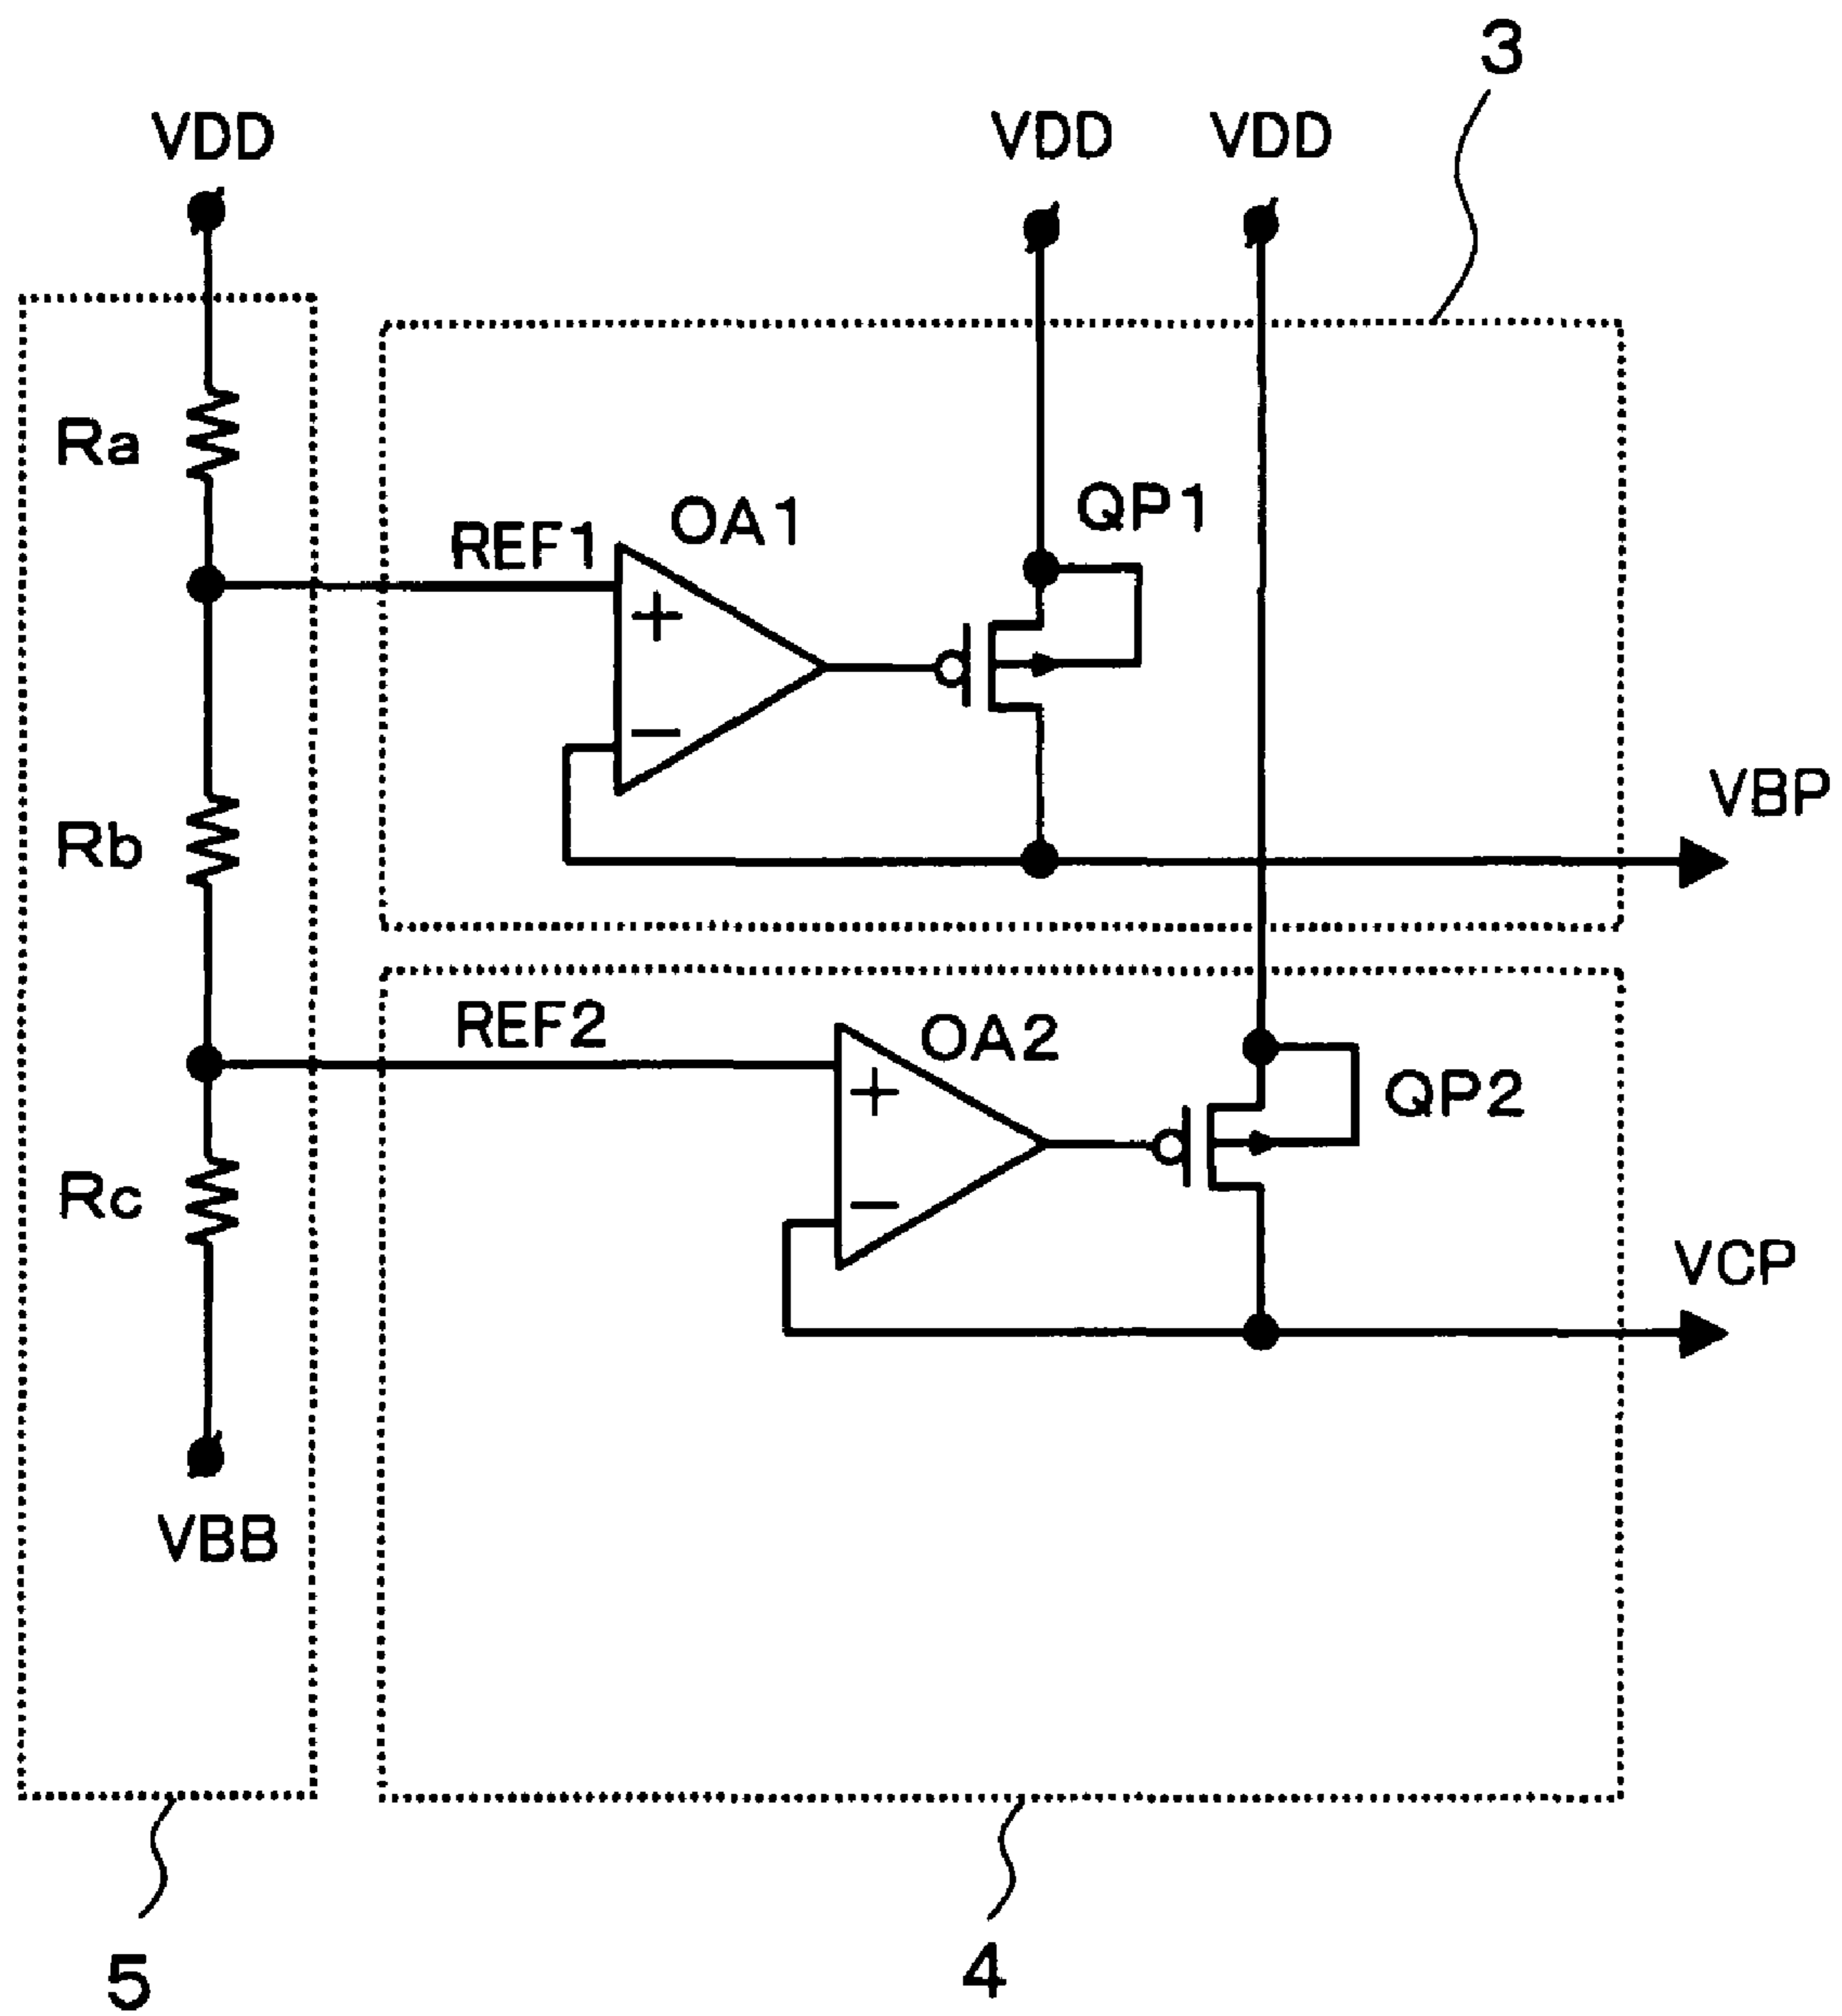 3
VDD
VDD
VDD
Ra
REF1
OA1
QP1
+
−
Rb
VBP
REF2
OA2
QP2
+
−
Rc
VCP
VBB
5
4